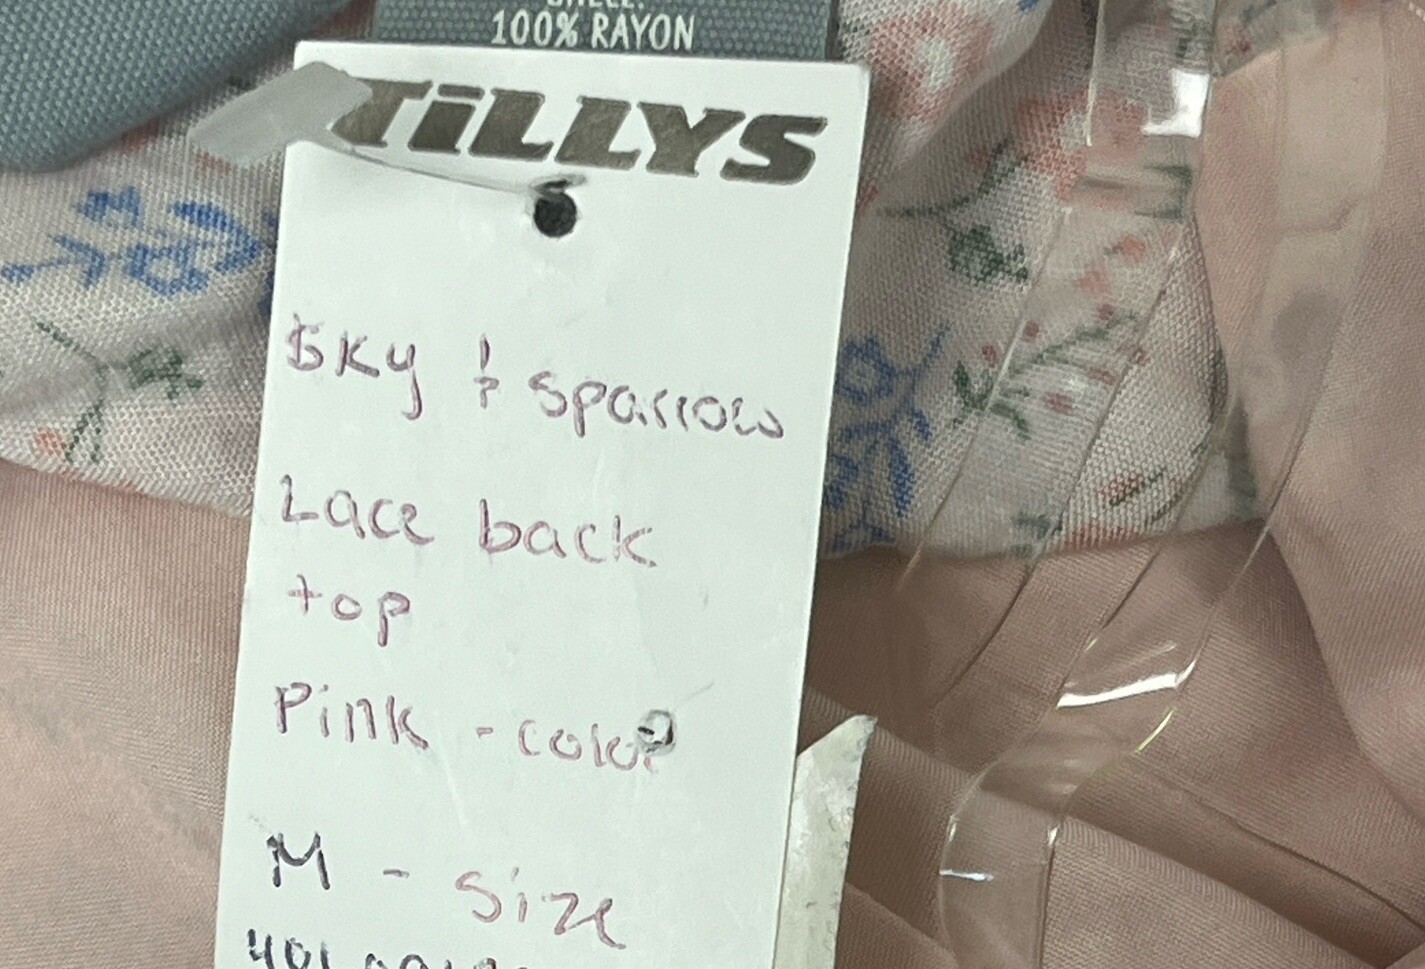 100% RAYON
TiLLYS
Sky & sparrow
Lace back
top
Pink - color
M - size